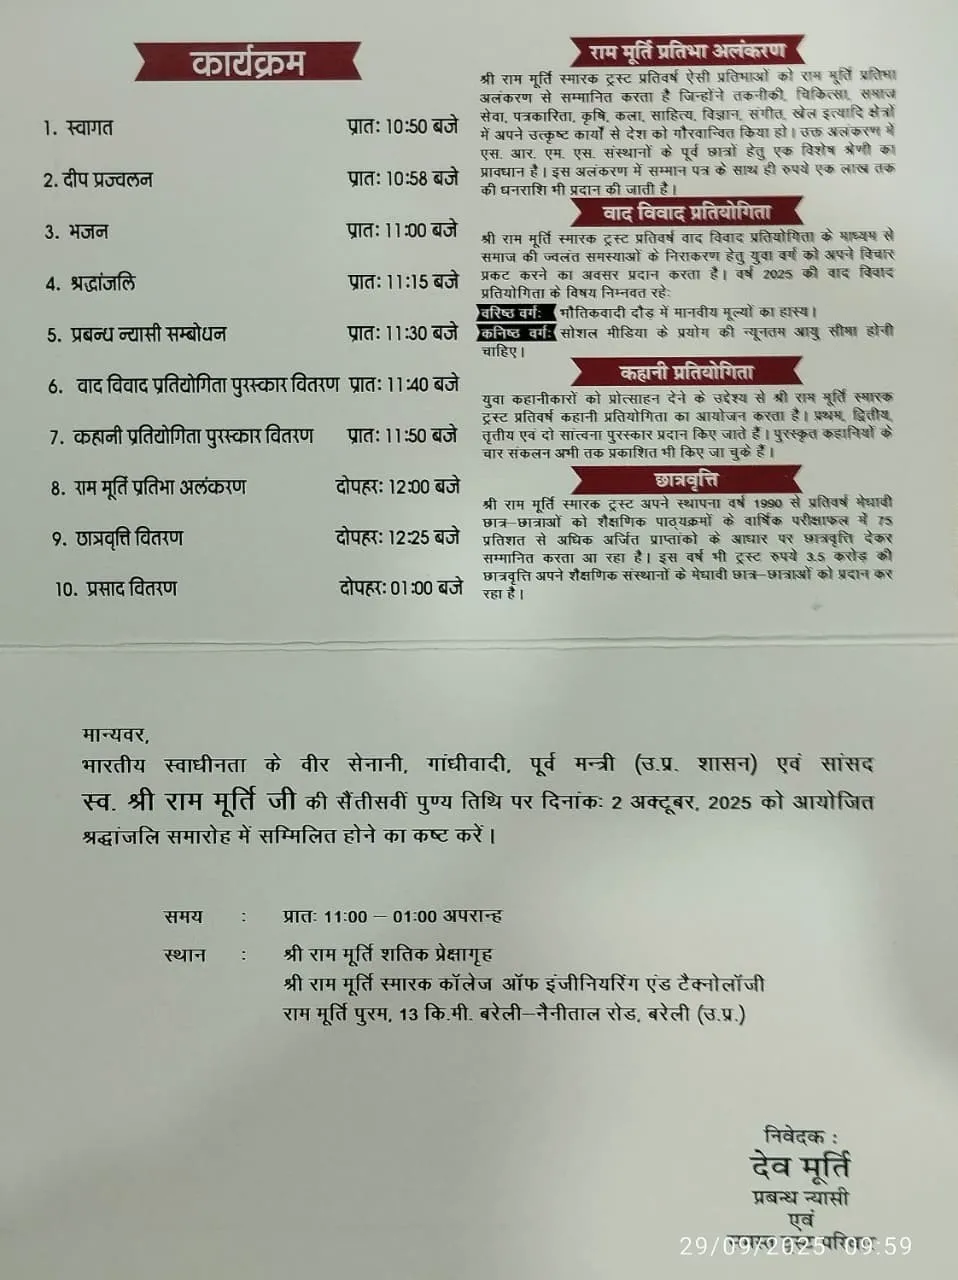 कार्यक्रम
1. स्वागत प्रातः 10:50 बजे
2. दीप प्रज्वलन प्रातः 10:58 बजे
3. भजन प्रातः 11:00 बजे
4. श्रद्धांजलि प्रातः 11:15 बजे
5. प्रबन्ध न्यासी सम्बोधन प्रातः 11:30 बजे
6. वाद विवाद प्रतियोगिता पुरस्कार वितरण प्रातः 11:40 बजे
7. कहानी प्रतियोगिता पुरस्कार वितरण प्रातः 11:50 बजे
8. राम मूर्ति प्रतिभा अलंकरण दोपहरः 12:00 बजे
9. छात्रवृत्ति वितरण दोपहरः 12:25 बजे
10. प्रसाद वितरण दोपहरः 01:00 बजे
राम मूर्ति प्रतिभा अलंकरण
श्री राम मूर्ति स्मारक ट्रस्ट प्रतिवर्ष ऐसी प्रतिभाओं को राम मूर्ति प्रतिभा
अलंकरण से सम्मानित करता है जिन्होंने तकनीकी, चिकित्सा, समाज
सेवा, पत्रकारिता, कृषि, कला, साहित्य, विज्ञान, संगीत, खेल इत्यादि क्षेत्रों
में अपने उत्कृष्ट कार्यों से देश को गौरवान्वित किया हो। उक्त अलंकरण में
एस. आर. एम. एस. संस्थानों के पूर्व छात्रों हेतु एक विशेष श्रेणी का
प्रावधान है। इस अलंकरण में सम्मान पत्र के साथ ही रुपये एक लाख तक
की धनराशि भी प्रदान की जाती है।
वाद विवाद प्रतियोगिता
श्री राम मूर्ति स्मारक ट्रस्ट प्रतिवर्ष वाद विवाद प्रतियोगिता के माध्यम से
समाज की ज्वलंत समस्याओं के निराकरण हेतु युवा वर्ग को अपने विचार
प्रकट करने का अवसर प्रदान करता है। वर्ष 2025 की वाद विवाद
प्रतियोगिता के विषय निम्नवत रहेः
वरिष्ठ वर्गः भौतिकवादी दौड़ में मानवीय मूल्यों का हास्य।
कनिष्ठ वर्गः सोशल मीडिया के प्रयोग की न्यूनतम आयु सीमा होनी
चाहिए।
कहानी प्रतियोगिता
युवा कहानीकारों को प्रोत्साहन देने के उद्देश्य से श्री राम मूर्ति स्मारक
ट्रस्ट प्रतिवर्ष कहानी प्रतियोगिता का आयोजन करता है। प्रथम, द्वितीय,
तृतीय एवं दो सांत्वना पुरस्कार प्रदान किए जाते हैं। पुरस्कृत कहानियों के
चार संकलन अभी तक प्रकाशित भी किए जा चुके हैं।
छात्रवृत्ति
श्री राम मूर्ति स्मारक ट्रस्ट अपने स्थापना वर्ष 1990 से प्रतिवर्ष मेधावी
छात्र-छात्राओं को शैक्षणिक पाठ्यक्रमों के वार्षिक परीक्षाफल में 75
प्रतिशत से अधिक अर्जित प्राप्तांको के आधार पर छात्रवृत्ति देकर
सम्मानित करता आ रहा है। इस वर्ष भी ट्रस्ट रुपये 3.5 करोड़ की
छात्रवृत्ति अपने शैक्षणिक संस्थानों के मेधावी छात्र-छात्राओं को प्रदान कर
रहा है।
मान्यवर,
भारतीय स्वाधीनता के वीर सेनानी, गांधीवादी, पूर्व मन्त्री (उ.प्र. शासन) एवं सांसद
स्व. श्री राम मूर्ति जी की सैंतीसवीं पुण्य तिथि पर दिनांकः 2 अक्टूबर, 2025 को आयोजित
श्रद्धांजलि समारोह में सम्मिलित होने का कष्ट करें।
समय : प्रातः 11:00 – 01:00 अपरान्ह
स्थान : श्री राम मूर्ति शतिक प्रेक्षागृह
श्री राम मूर्ति स्मारक कॉलेज ऑफ इंजीनियरिंग एंड टैक्नोलॉजी
राम मूर्ति पुरम, 13 कि.मी. बरेली–नैनीताल रोड, बरेली (उ.प्र.)
निवेदक :
देव मूर्ति
प्रबन्ध न्यासी
एवं
परिवार
29/09/2025 09:59